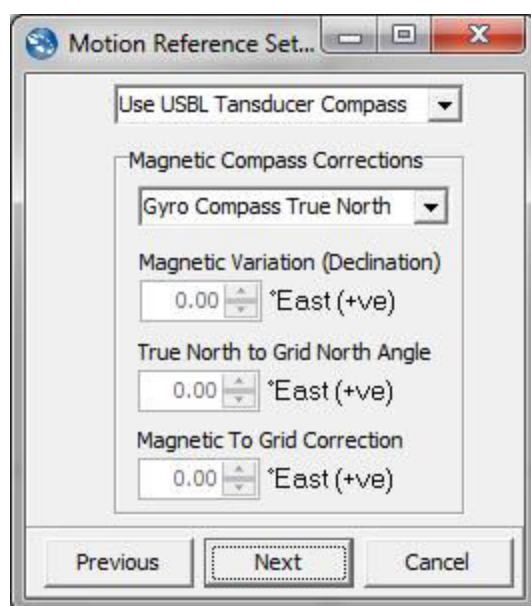 Motion Reference Set...
Use USBL Tansducer Compass
Magnetic Compass Corrections
Gyro Compass True North
Magnetic Variation (Declination)
0.00 °East (+ve)
True North to Grid North Angle
0.00 °East (+ve)
Magnetic To Grid Correction
0.00 °East (+ve)
Previous Next Cancel